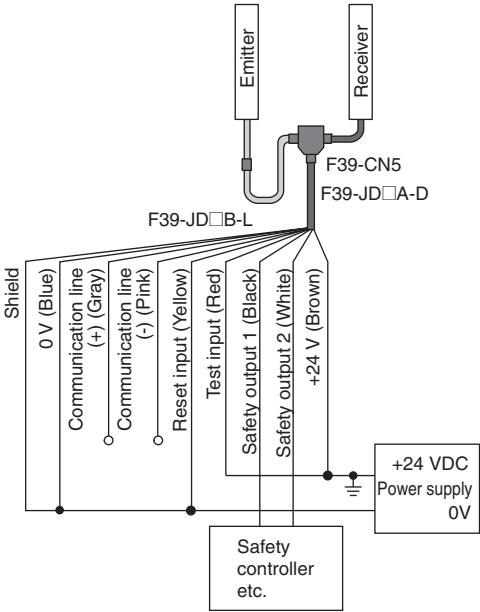 Emitter
Receiver
F39-CN5
F39-JD□A-D
F39-JD□B-L
Shield
0 V (Blue)
Communication line
(+) (Gray)
Communication line
(-) (Pink)
Reset input (Yellow)
Test input (Red)
Safety output 1 (Black)
Safety output 2 (White)
+24 V (Brown)
+24 VDC
Power supply
0V
Safety
controller
etc.